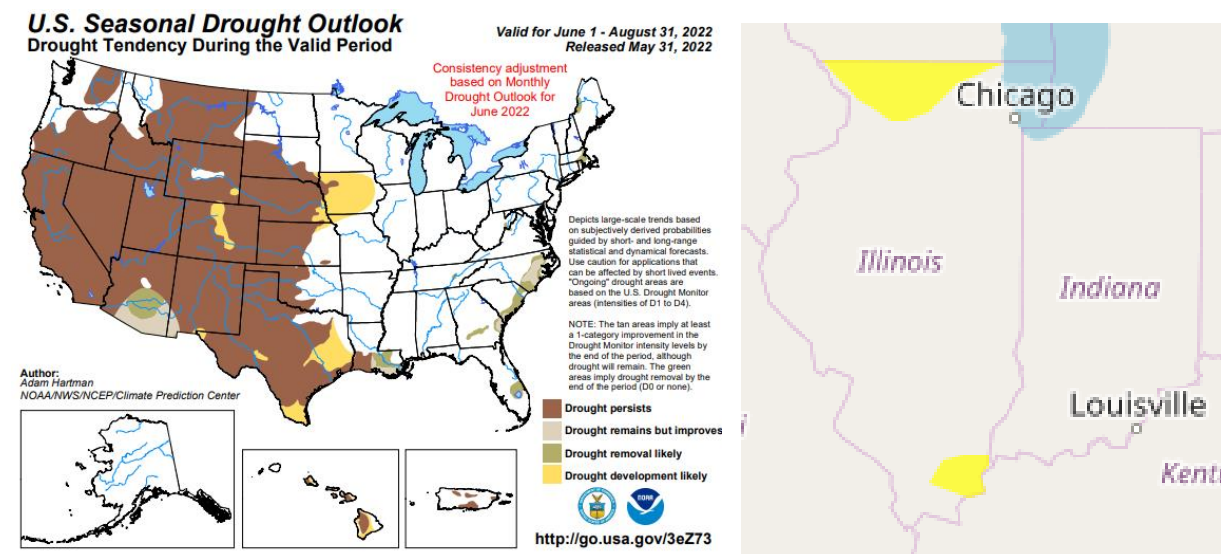 U.S. Seasonal Drought Outlook
Drought Tendency During the Valid Period
Valid for June 1 - August 31, 2022
Released May 31, 2022
Consistency adjustment
based on Monthly
Drought Outlook for
June 2022
Depicts large-scale trends based
on subjectively derived probabilities
guided by short- and long-range
statistical and dynamical forecasts.
Use caution for applications that
can be affected by short lived events.
"Ongoing" drought areas are
based on the U.S. Drought Monitor
areas (intensities of D1 to D4).
NOTE: The tan areas imply at least
a 1-category improvement in the
Drought Monitor intensity levels by
the end of the period, although
drought will remain. The green
areas imply drought removal by the
end of the period (D0 or none).
Author:
Adam Hartman
NOAA/NWS/NCEP/Climate Prediction Center
Drought persists
Drought remains but improves
Drought removal likely
Drought development likely
NOAA
http://go.usa.gov/3eZ73
Chicago
Illinois
Indiana
Louisville
i
Kent